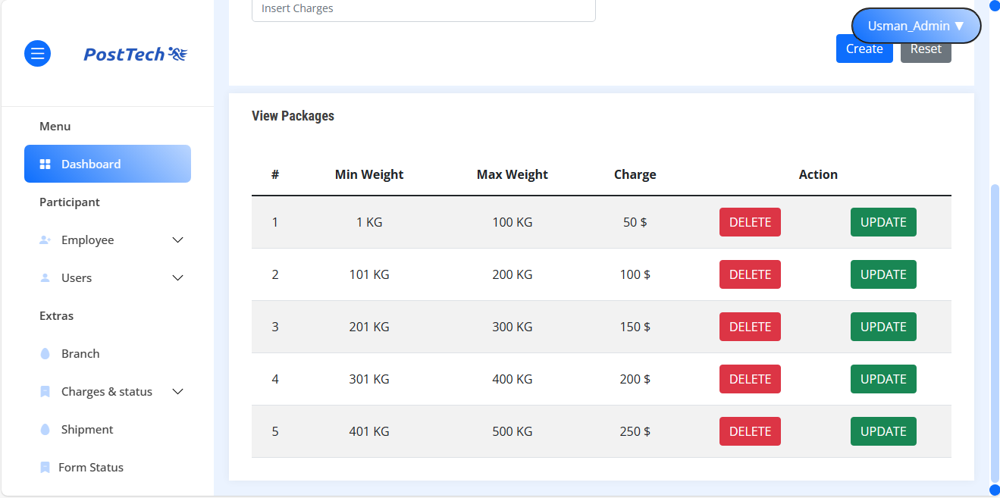 Insert Charges
Usman_Admin ▼
Create Reset
PostTech
Menu
Dashboard
Participant
Employee
Users
Extras
Branch
Charges & status
Shipment
Form Status
View Packages
# Min Weight Max Weight Charge Action
1 1 KG 100 KG 50 $ DELETE UPDATE
2 101 KG 200 KG 100 $ DELETE UPDATE
3 201 KG 300 KG 150 $ DELETE UPDATE
4 301 KG 400 KG 200 $ DELETE UPDATE
5 401 KG 500 KG 250 $ DELETE UPDATE